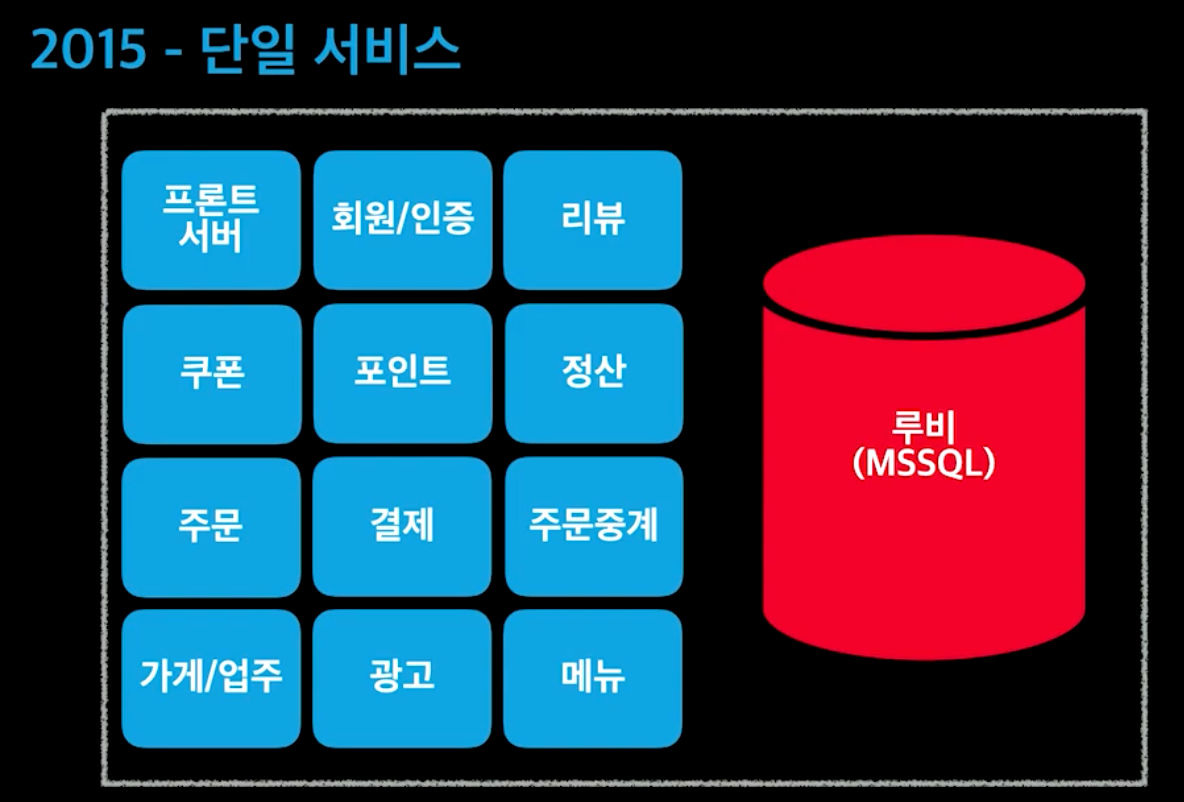 2015 - 단일 서비스
프론트
서버
회원/인증
리뷰
쿠폰
포인트
정산
주문
결제
주문중계
가게/업주
광고
메뉴
루비
(MSSQL)